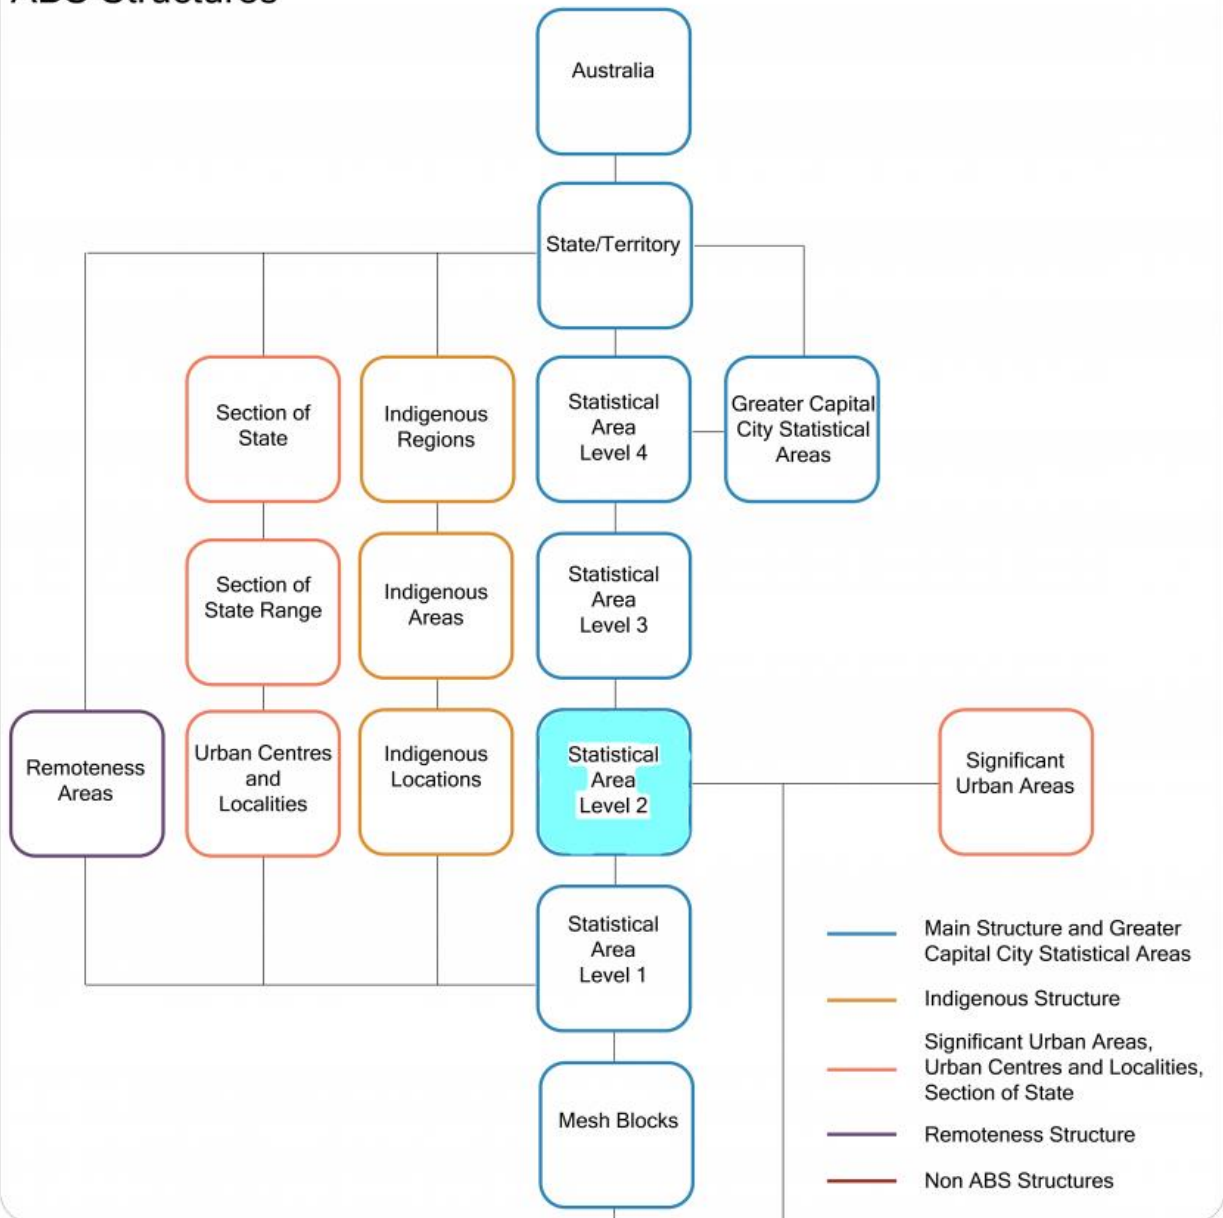 ABS Structures
Australia
State/Territory
Section of
State
Indigenous
Regions
Statistical
Area
Level 4
Greater Capital
City Statistical
Areas
Section of
State Range
Indigenous
Areas
Statistical
Area
Level 3
Remoteness
Areas
Urban Centres
and
Localities
Indigenous
Locations
Statistical
Area
Level 2
Significant
Urban Areas
Statistical
Area
Level 1
Mesh Blocks
Main Structure and Greater
Capital City Statistical Areas
Indigenous Structure
Significant Urban Areas,
Urban Centres and Localities,
Section of State
Remoteness Structure
Non ABS Structures